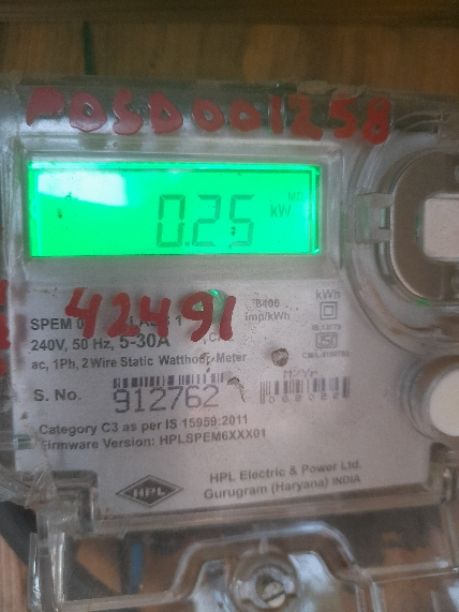 POSD001258
MD
0.25 kW
42491
SPEM
kWh
imp/kWh
240V, 50 Hz, 5-30A
ac, 1Ph, 2 Wire Static Watthour Meter
S. No.
912762
Category C3 as per IS 15959:2011
Firmware Version: HPLSPEM6XXX01
HPL
HPL Electric & Power Ltd.
Gurugram (Haryana) INDIA